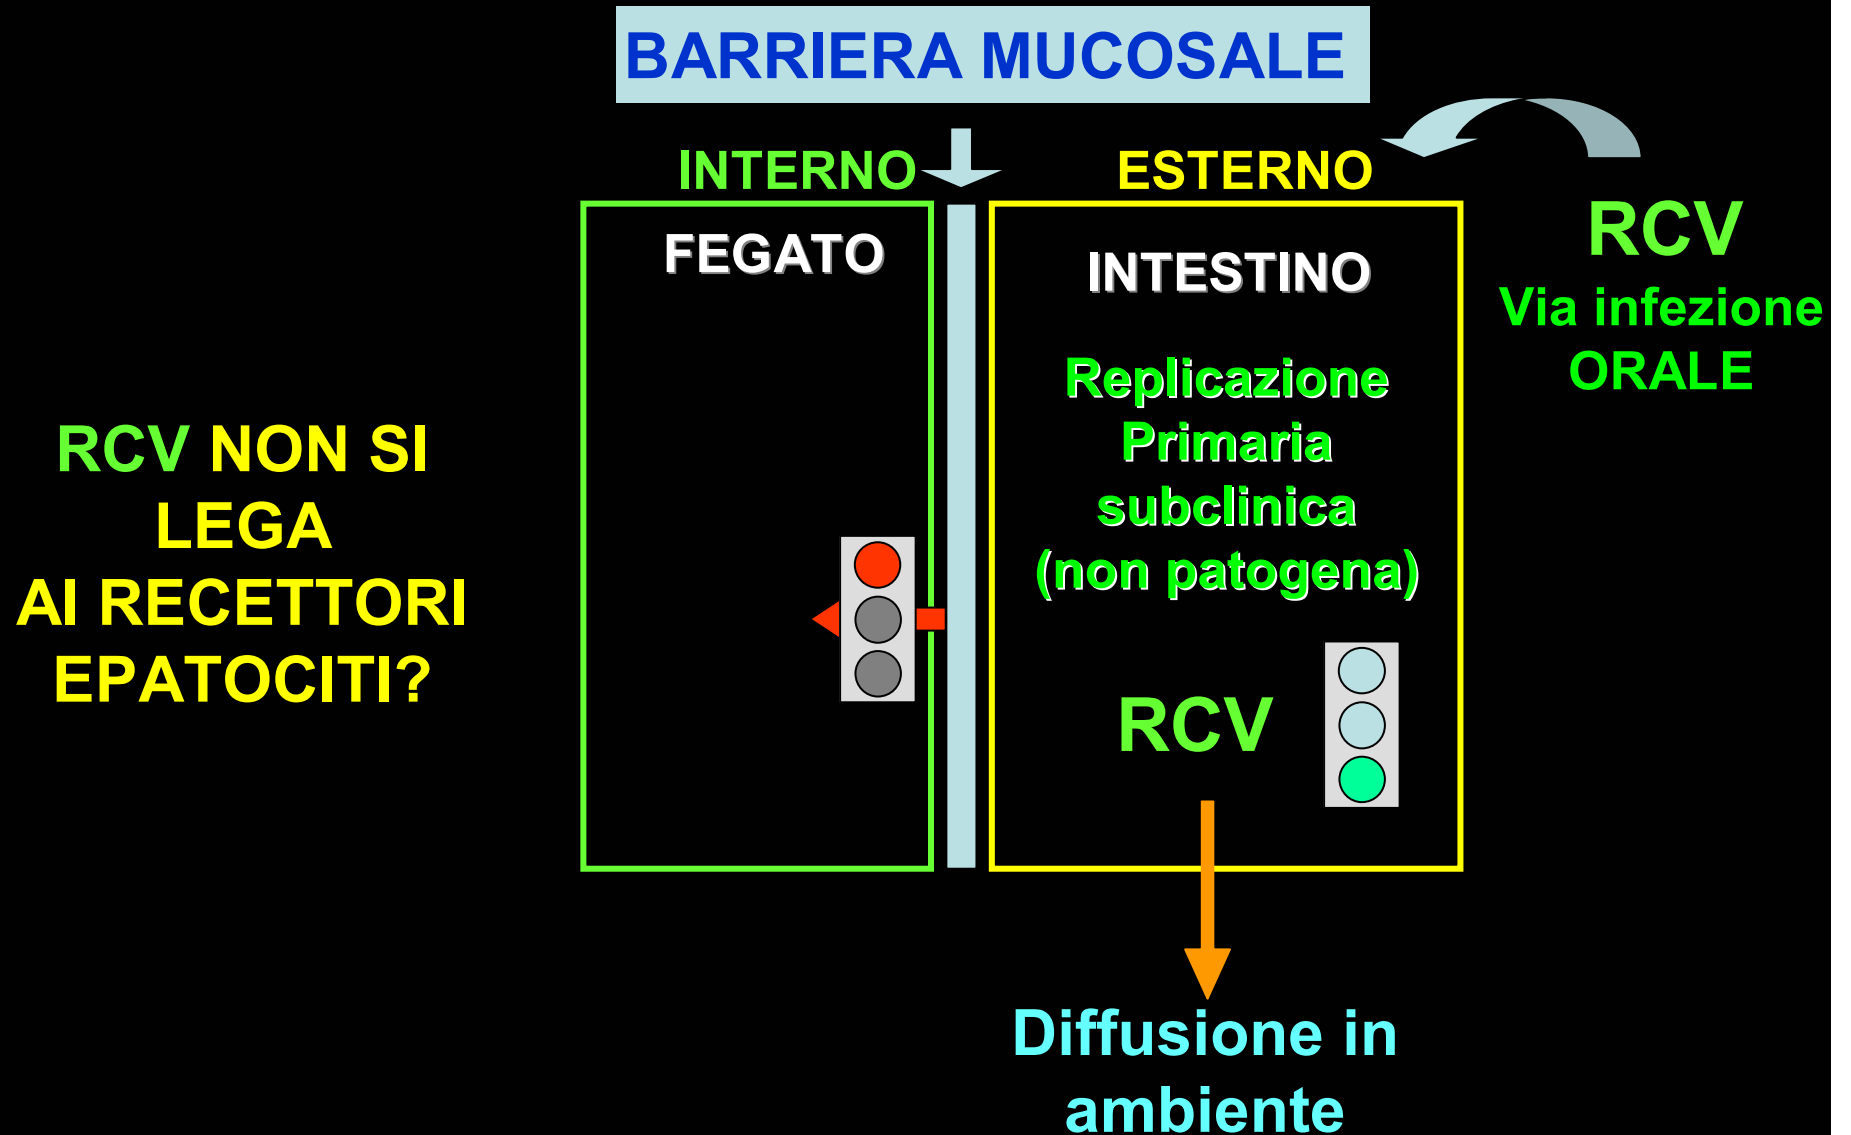 BARRIERA MUCOSALE
INTERNO
ESTERNO
FEGATO
INTESTINO
Replicazione
Primaria
subclinica
(non patogena)
RCV
RCV
Via infezione
ORALE
RCV NON SI
LEGA
AI RECETTORI
EPATOCITI?
Diffusione in
ambiente